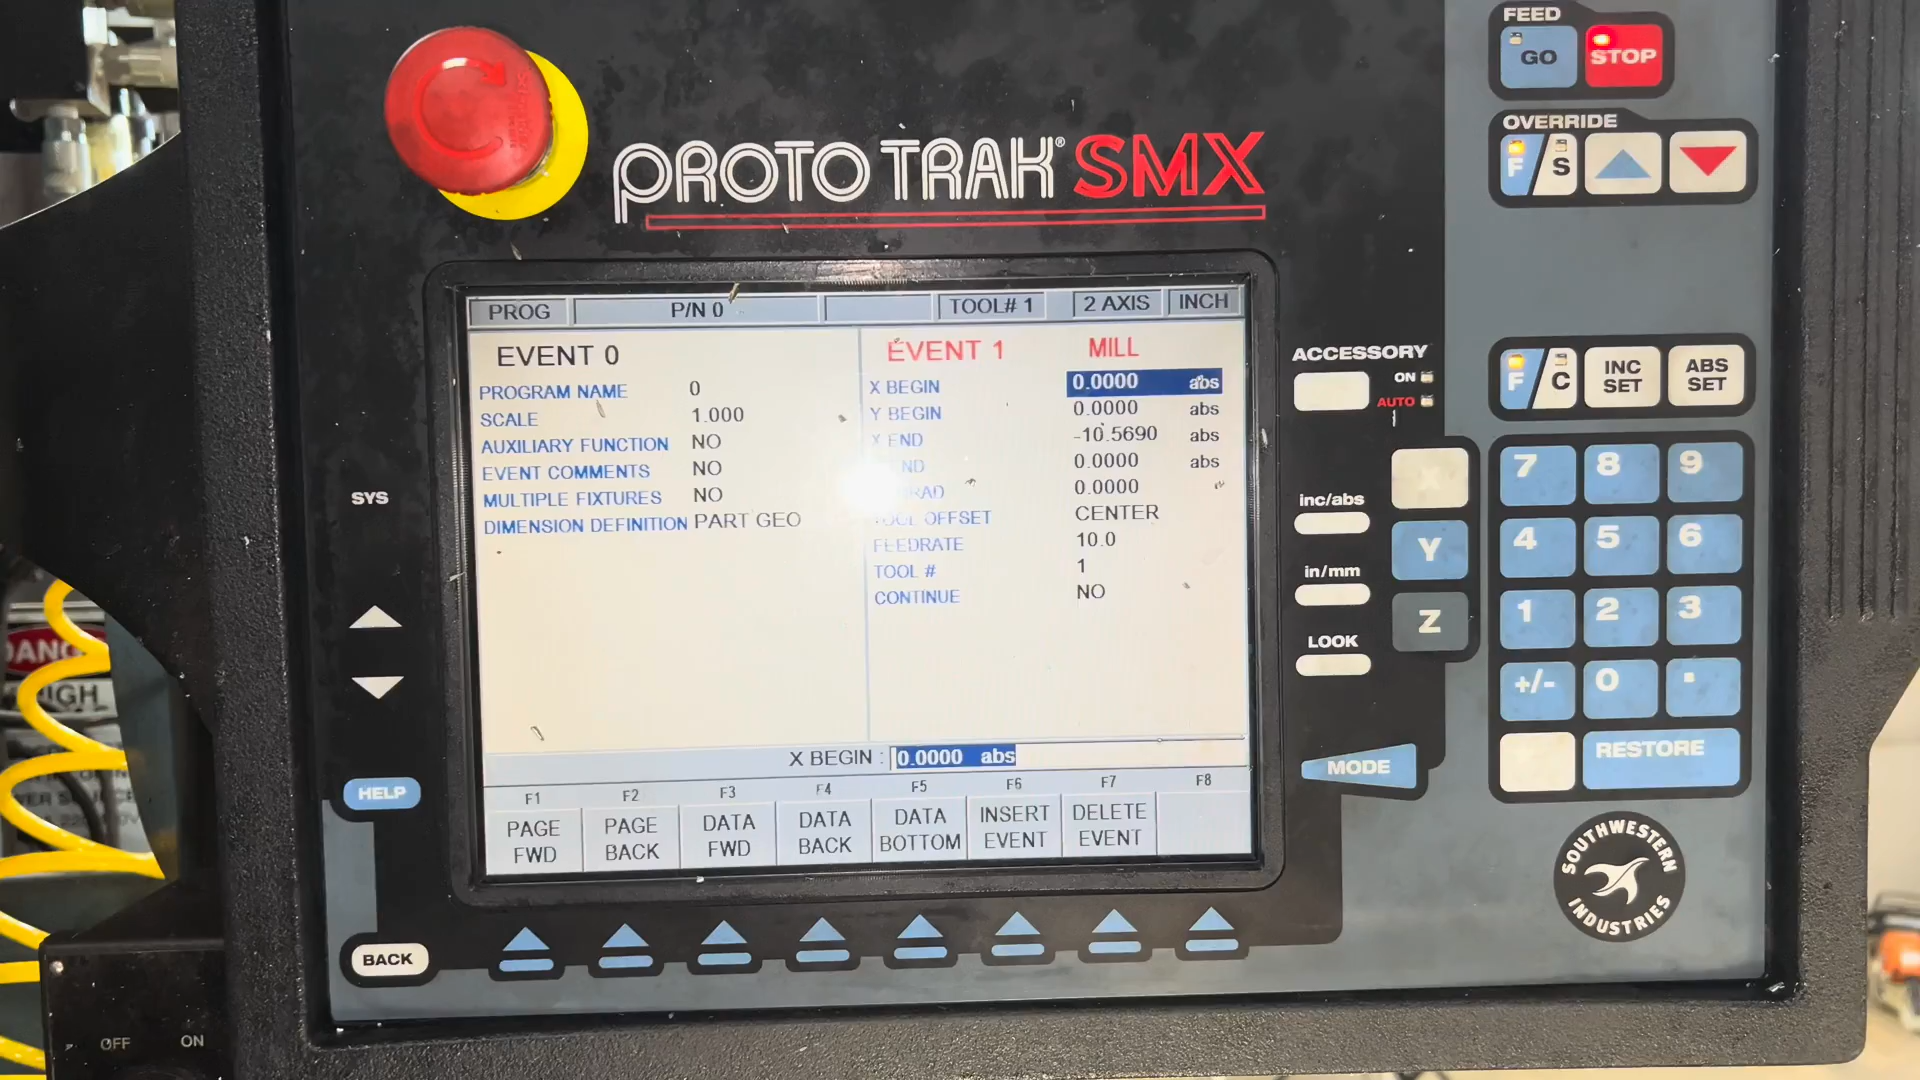 FEED
GO STOP
OVERRIDE
F S
PROTO TRAK® SMX
PROG P/N 0 TOOL# 1 2 AXIS INCH
EVENT 0
PROGRAM NAME 0
SCALE 1.000
AUXILIARY FUNCTION NO
EVENT COMMENTS NO
MULTIPLE FIXTURES NO
DIMENSION DEFINITION PART GEO
EVENT 1 MILL
X BEGIN 0.0000 abs
Y BEGIN 0.0000 abs
X END -10.5690 abs
END 0.0000 abs
RAD 0.0000
TOOL OFFSET CENTER
FEEDRATE 10.0
TOOL # 1
CONTINUE NO
X BEGIN : 0.0000 abs
F1 F2 F3 F4 F5 F6 F7 F8
PAGE FWD
PAGE BACK
DATA FWD
DATA BACK
DATA BOTTOM
INSERT EVENT
DELETE EVENT
SYS
HELP
BACK
OFF ON
ACCESSORY
ON
AUTO
F C
INC SET
ABS SET
inc/abs
in/mm
LOOK
X
Y
Z
7 8 9
4 5 6
1 2 3
+/- 0 .
RESTORE
MODE
SOUTHWESTERN INDUSTRIES